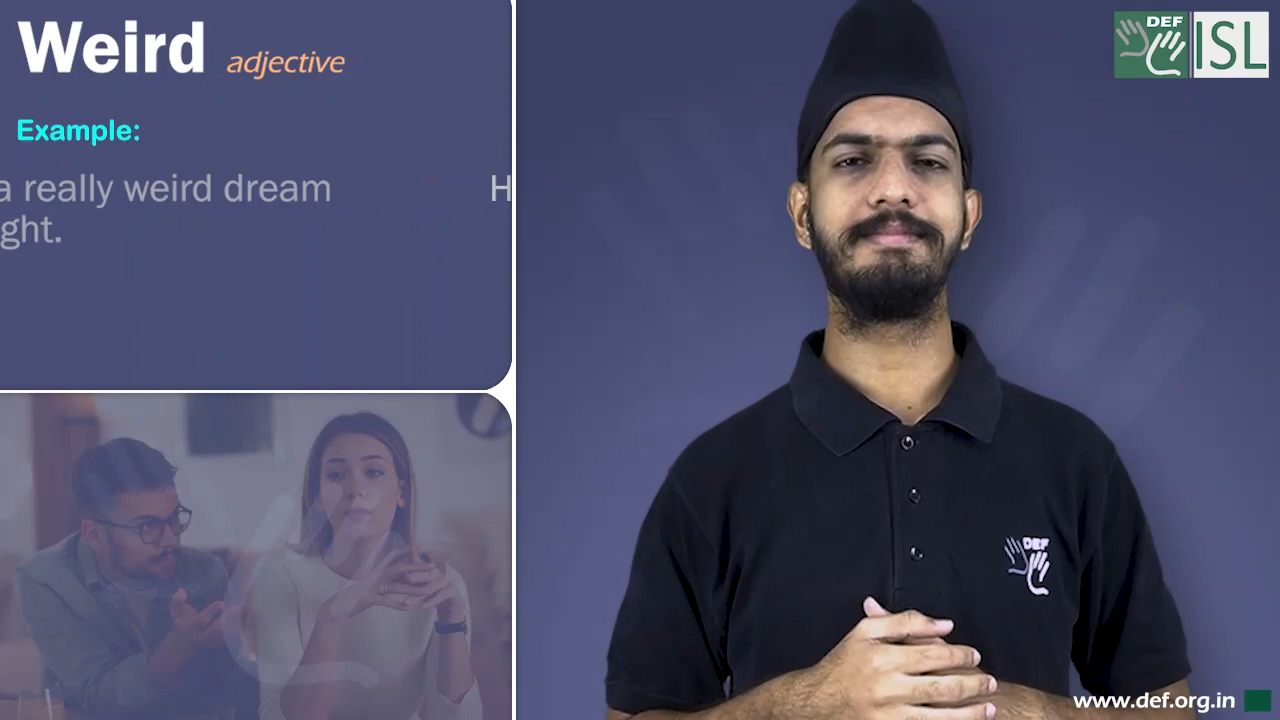 Weird adjective
Example:
a really weird dream
ght.
H
DEF
ISL
DEF
www.def.org.in